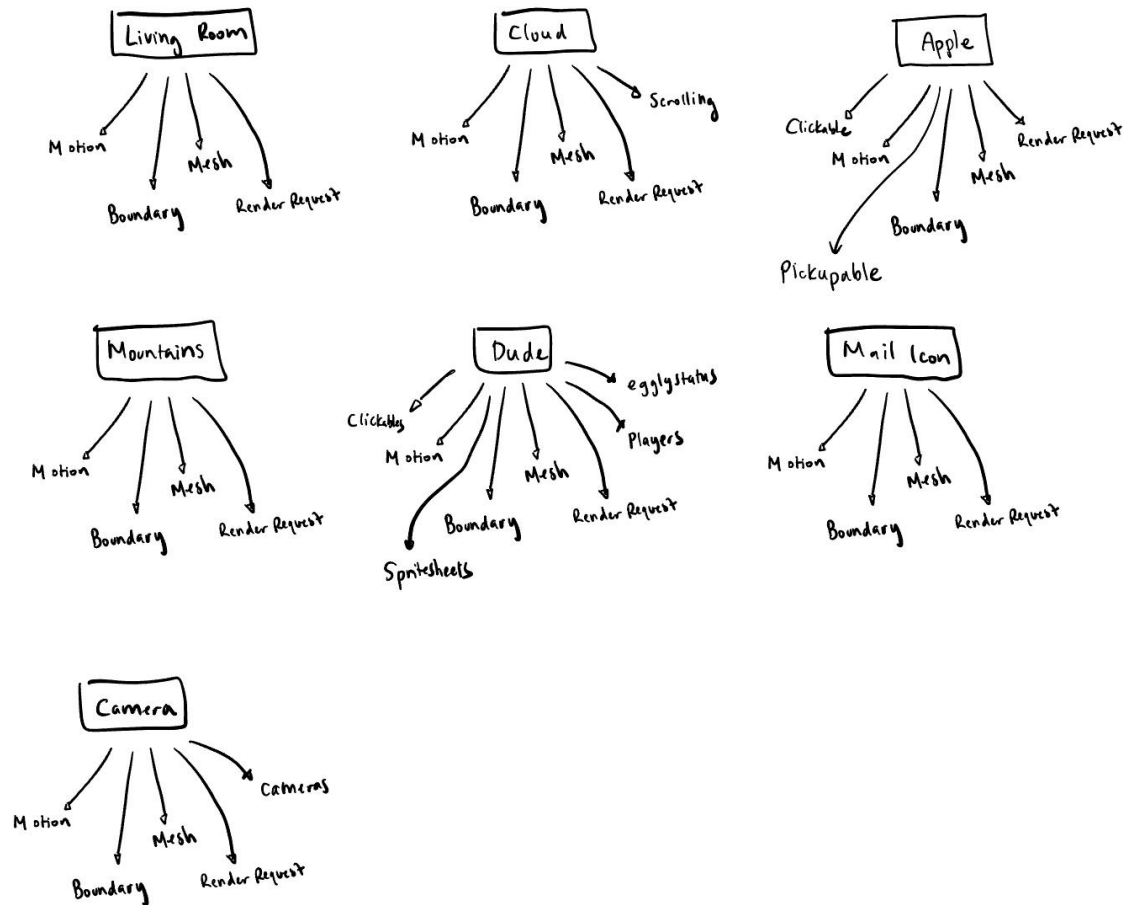 Living Room
Motion
Mesh
Boundary
Render Request
Cloud
Scrolling
Motion
Mesh
Boundary
Render Request
Apple
Clickable
Motion
Render Request
Mesh
Boundary
Pickupable
Mountains
Motion
Mesh
Boundary
Render Request
Dude
egglystatus
Clickables
Players
Motion
Mesh
Boundary
Render Request
Spritesheets
Mail Icon
Motion
Mesh
Boundary
Render Request
Camera
Cameras
Motion
Mesh
Boundary
Render Request